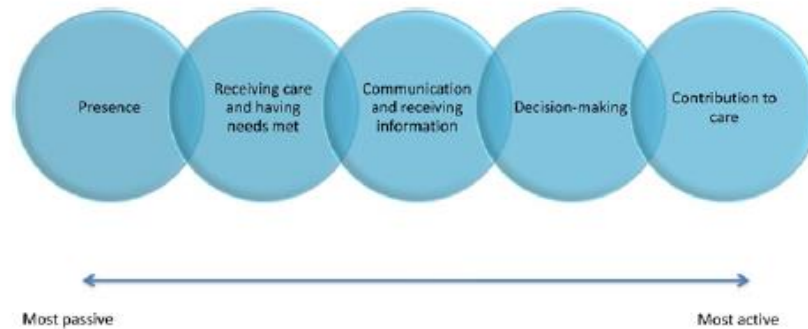 Presence
Receiving care
and having
needs met
Communication
and receiving
information
Decision-making
Contribution to
care
Most passive
Most active